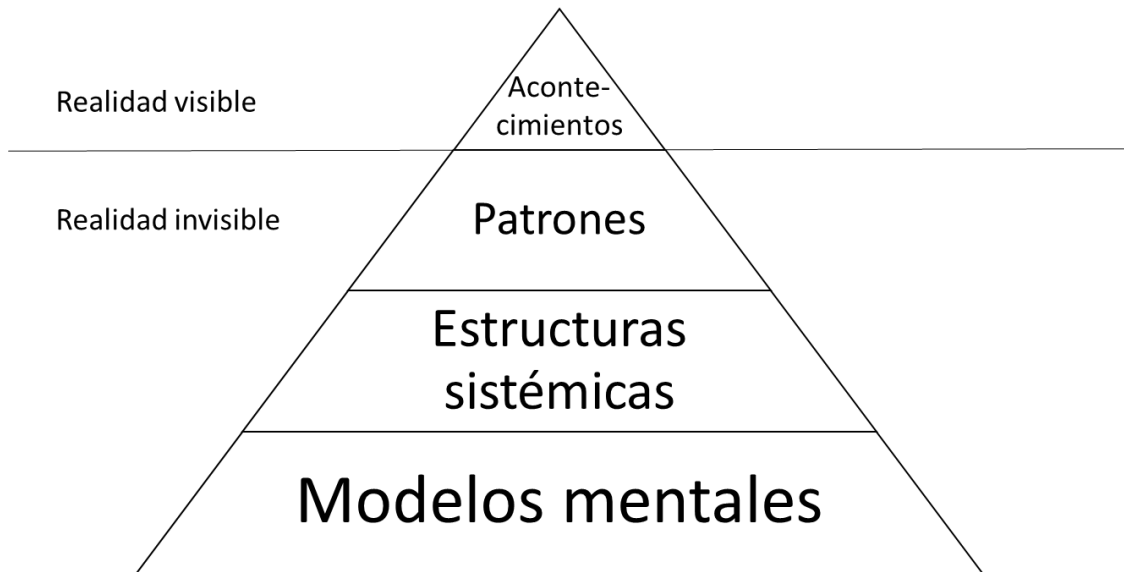 Realidad visible
Aconte-
cimientos
Realidad invisible
Patrones
Estructuras
sistémicas
Modelos mentales